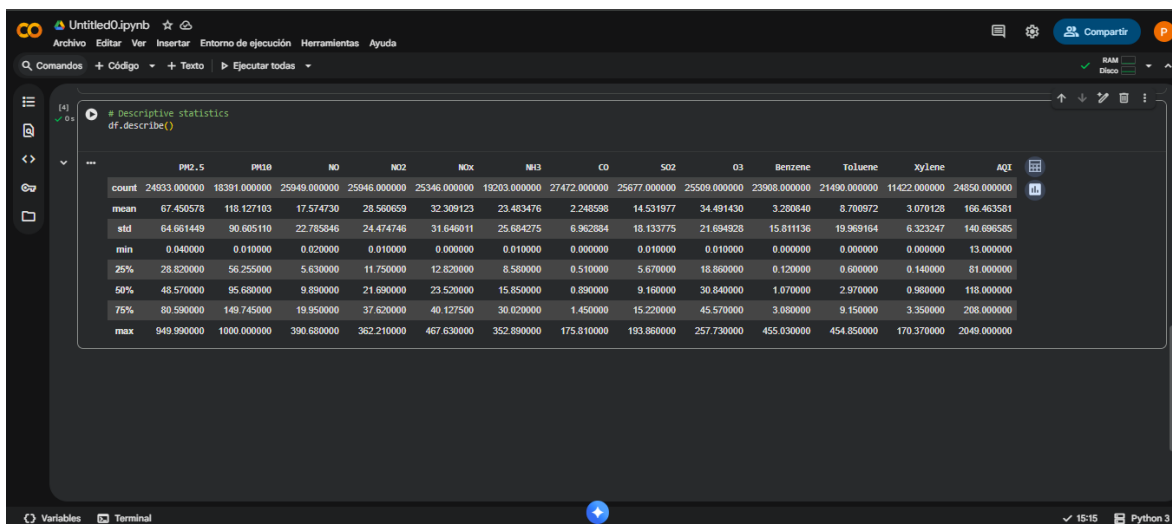 CO Untitled0.ipynb
Archivo Editar Ver Insertar Entorno de ejecución Herramientas Ayuda
Compartir P
Comandos + Código + Texto Ejecutar todas
RAM
Disco
[4]
0 s
# Descriptive statistics
df.describe()
PM2.5 PM10 NO NO2 NOx NH3 CO SO2 O3 Benzene Toluene Xylene AQI
count 24933.000000 18391.000000 25949.000000 25946.000000 25346.000000 19203.000000 27472.000000 25677.000000 25509.000000 23908.000000 21490.000000 11422.000000 24850.000000
mean 67.450578 118.127103 17.574730 28.560659 32.309123 23.483476 2.248598 14.531977 34.491430 3.280840 8.700972 3.070128 166.463581
std 64.661449 90.605110 22.785846 24.474746 31.646011 25.684275 6.962884 18.133775 21.694928 15.811136 19.969164 6.323247 140.696585
min 0.040000 0.010000 0.020000 0.010000 0.000000 0.010000 0.000000 0.010000 0.010000 0.000000 0.000000 0.000000 13.000000
25% 28.820000 56.255000 5.630000 11.750000 12.820000 8.580000 0.510000 5.670000 18.860000 0.120000 0.600000 0.140000 81.000000
50% 48.570000 95.680000 9.890000 21.690000 23.520000 15.850000 0.890000 9.160000 30.840000 1.070000 2.970000 0.980000 118.000000
75% 80.590000 149.745000 19.950000 37.620000 40.127500 30.020000 1.450000 15.220000 45.570000 3.080000 9.150000 3.350000 208.000000
max 949.990000 1000.000000 390.680000 362.210000 467.630000 352.890000 175.810000 193.860000 257.730000 455.030000 454.850000 170.370000 2049.000000
Variables Terminal
15:15 Python 3